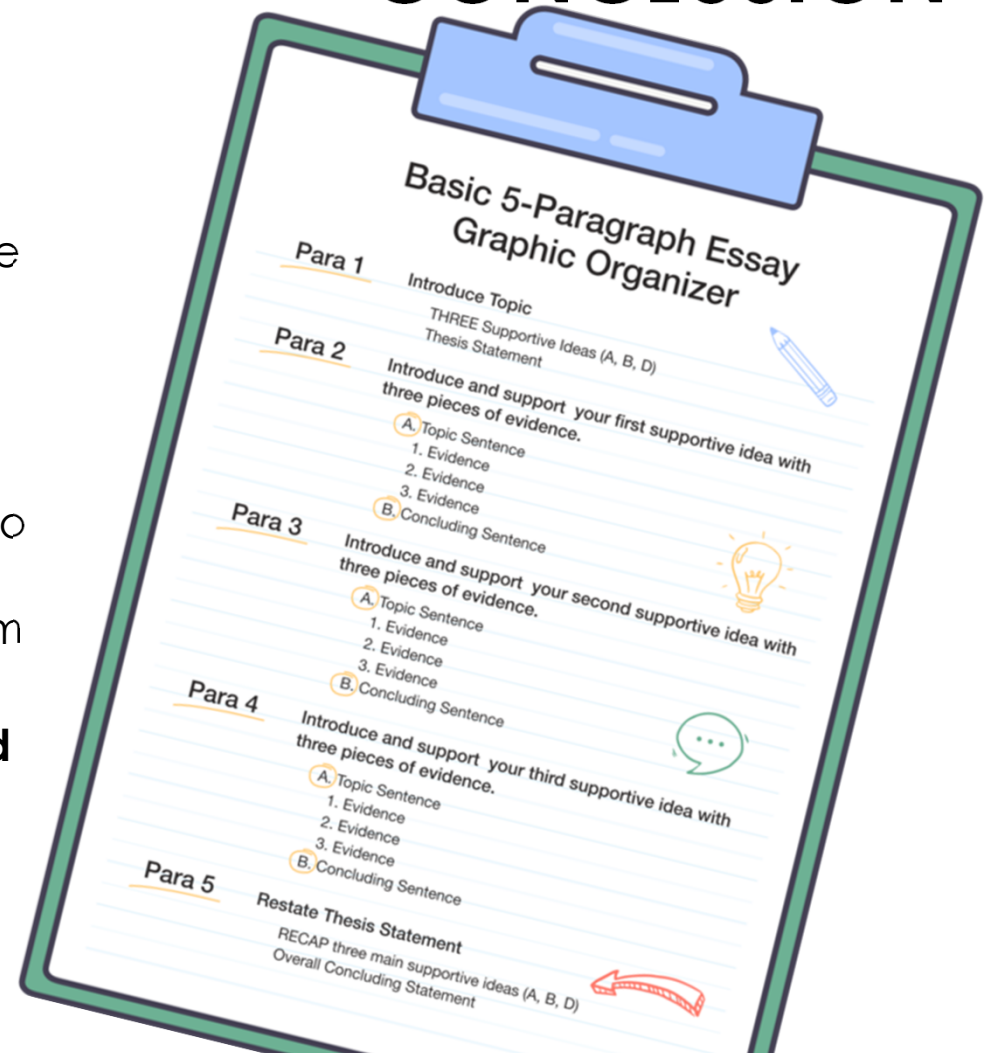 Basic 5-Paragraph Essay
Graphic Organizer
Para 1
Introduce Topic
THREE Supportive Ideas (A, B, D)
Thesis Statement
Para 2
Introduce and support your first supportive idea with
three pieces of evidence.
A. Topic Sentence
1. Evidence
2. Evidence
3. Evidence
B. Concluding Sentence
Para 3
Introduce and support your second supportive idea with
three pieces of evidence.
A. Topic Sentence
1. Evidence
2. Evidence
3. Evidence
B. Concluding Sentence
Para 4
Introduce and support your third supportive idea with
three pieces of evidence.
A. Topic Sentence
1. Evidence
2. Evidence
3. Evidence
B. Concluding Sentence
Para 5
Restate Thesis Statement
RECAP three main supportive ideas (A, B, D)
Overall Concluding Statement